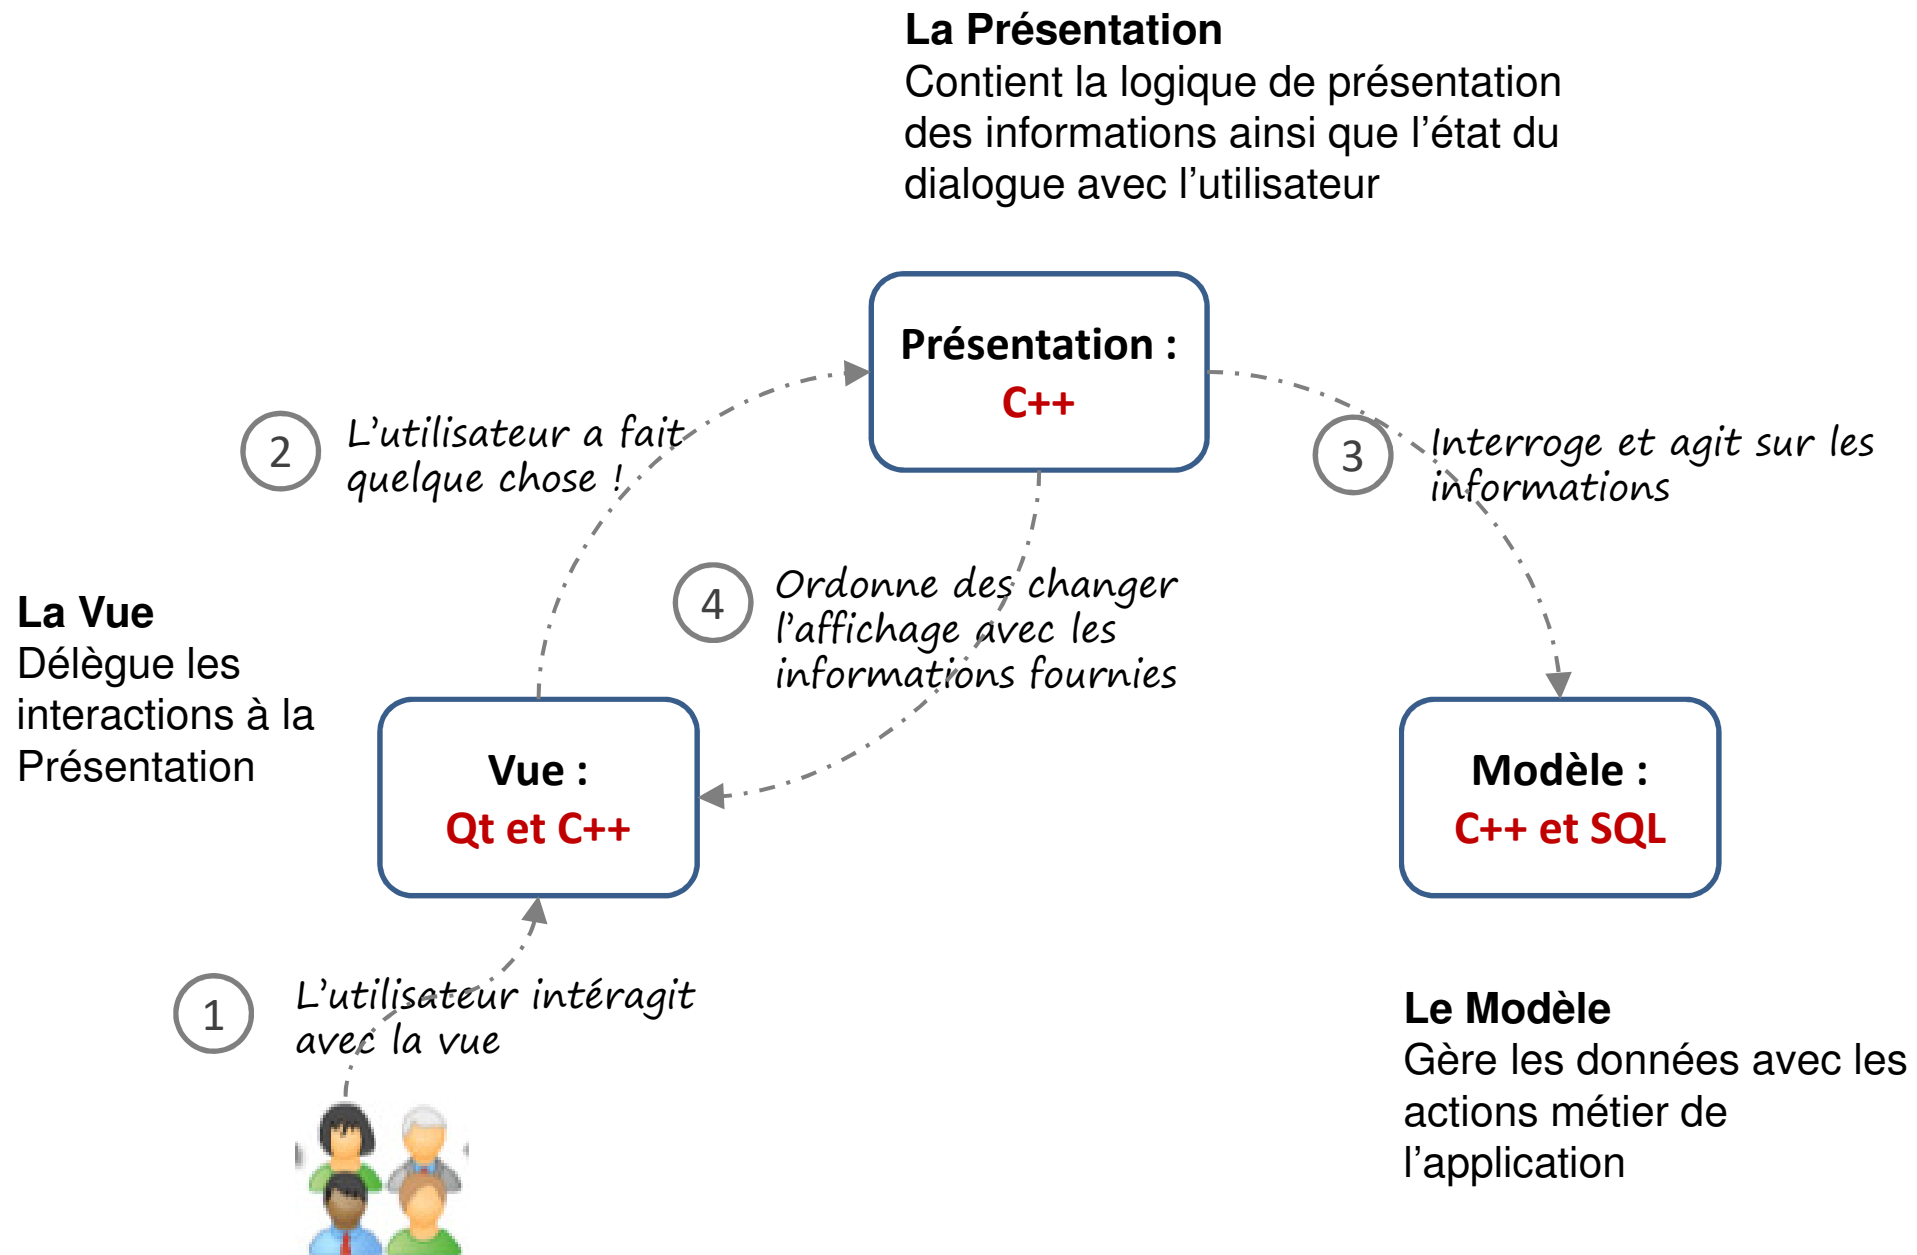 La Présentation
Contient la logique de présentation
des informations ainsi que l’état du
dialogue avec l’utilisateur
Présentation :
C++
2
L’utilisateur a fait
quelque chose !
3
Interroge et agit sur les
informations
4
Ordonne des changer
l’affichage avec les
informations fournies
La Vue
Délègue les
interactions à la
Présentation
Vue :
Qt et C++
Modèle :
C++ et SQL
1
L’utilisateur intéragit
avec la vue
Le Modèle
Gère les données avec les
actions métier de
l’application